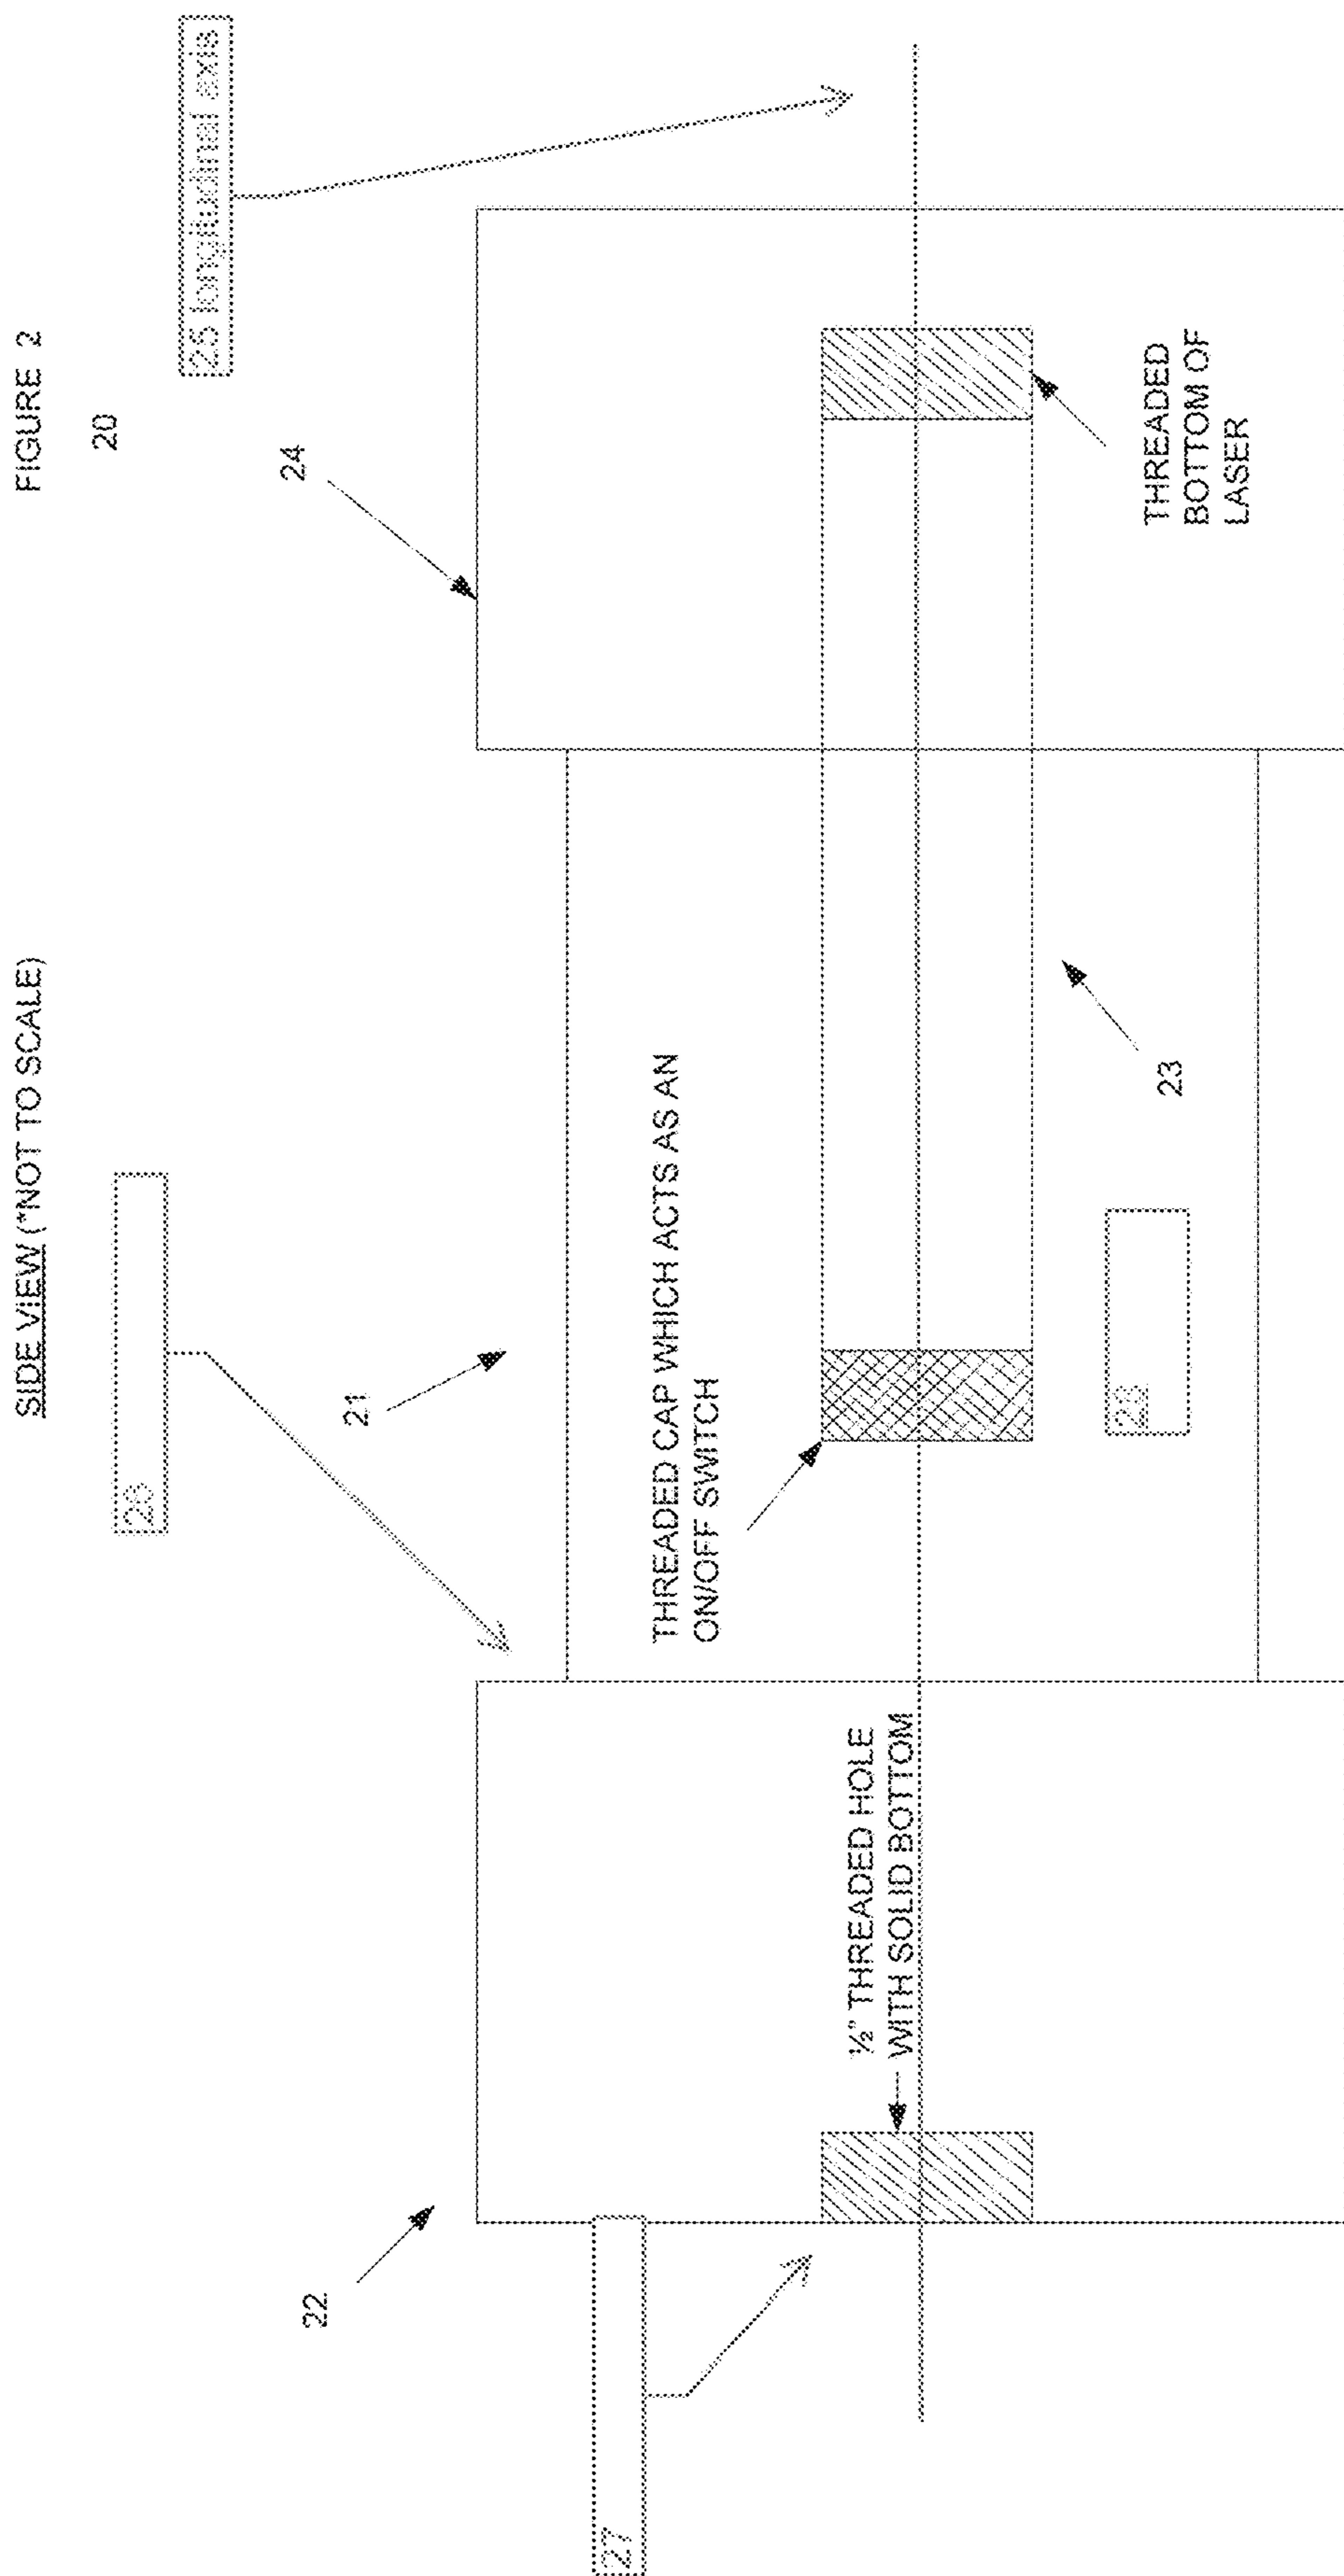 SIDE VIEW (*NOT TO SCALE)
FIGURE 2
20
26
25 longitudinal axis
24
22
21
27
THREADED CAP WHICH ACTS AS AN
ON/OFF SWITCH
½" THREADED HOLE
WITH SOLID BOTTOM
28
23
THREADED
BOTTOM OF
LASER